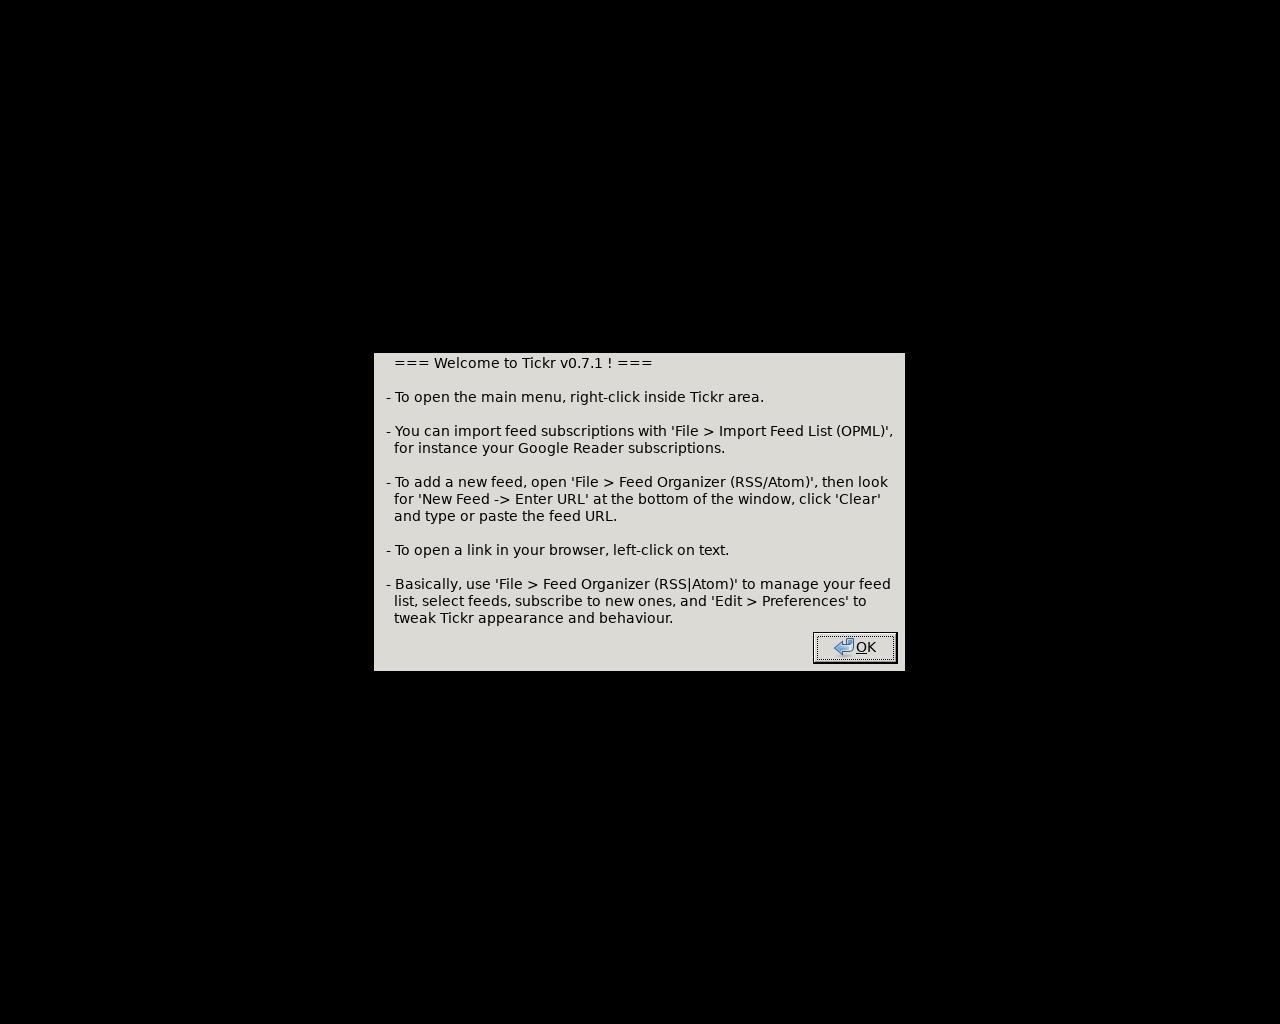 === Welcome to Tickr v0.7.1 ! ===
- To open the main menu, right-click inside Tickr area.
- You can import feed subscriptions with 'File > Import Feed List (OPML)',
for instance your Google Reader subscriptions.
- To add a new feed, open 'File > Feed Organizer (RSS/Atom)', then look
for 'New Feed -> Enter URL' at the bottom of the window, click 'Clear'
and type or paste the feed URL.
- To open a link in your browser, left-click on text.
- Basically, use 'File > Feed Organizer (RSS|Atom)' to manage your feed
list, select feeds, subscribe to new ones, and 'Edit > Preferences' to
tweak Tickr appearance and behaviour.
OK